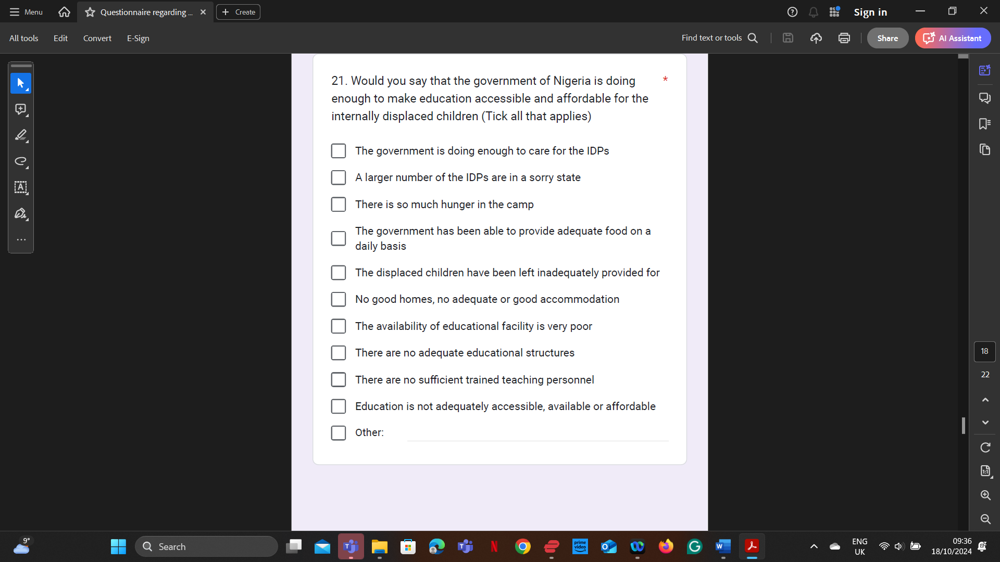 Menu
Questionnaire regarding ...
Create
Sign in
All tools
Edit
Convert
E-Sign
Find text or tools
Share
AI Assistant
21. Would you say that the government of Nigeria is doing *
enough to make education accessible and affordable for the
internally displaced children (Tick all that applies)
The government is doing enough to care for the IDPs
A larger number of the IDPs are in a sorry state
There is so much hunger in the camp
The government has been able to provide adequate food on a
daily basis
The displaced children have been left inadequately provided for
No good homes, no adequate or good accommodation
The availability of educational facility is very poor
There are no adequate educational structures
There are no sufficient trained teaching personnel
Education is not adequately accessible, available or affordable
Other:
18
22
9°
Search
prime
video
ENG
UK
09:36
18/10/2024